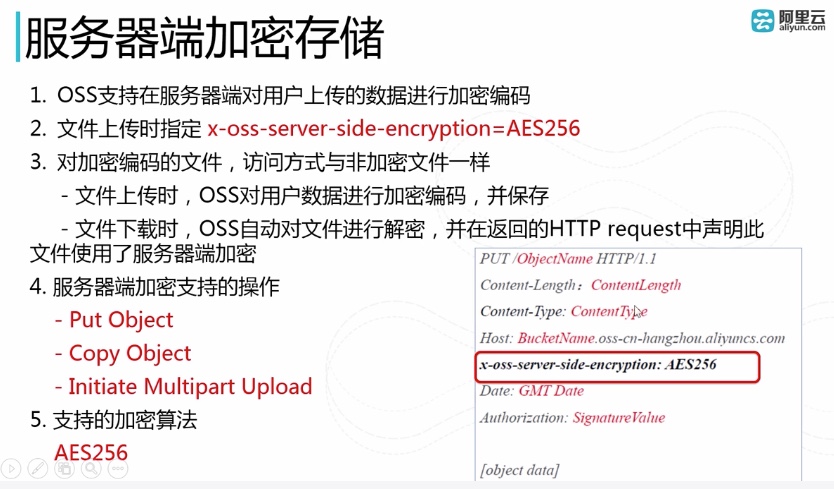 服务器端加密存储
阿里云
aliyun.com
1. OSS支持在服务器端对用户上传的数据进行加密编码
2. 文件上传时指定 x-oss-server-side-encryption=AES256
3. 对加密编码的文件，访问方式与非加密文件一样
- 文件上传时，OSS对用户数据进行加密编码，并保存
- 文件下载时，OSS自动对文件进行解密，并在返回的HTTP request中声明此
文件使用了服务器端加密
4. 服务器端加密支持的操作
- Put Object
- Copy Object
- Initiate Multipart Upload
5. 支持的加密算法
AES256
PUT /ObjectName HTTP/1.1
Content-Length：ContentLength
Content-Type: ContentType
Host: BucketName.oss-cn-hangzhou.aliyuncs.com
x-oss-server-side-encryption: AES256
Date: GMT Date
Authorization: SignatureValue
[object data]